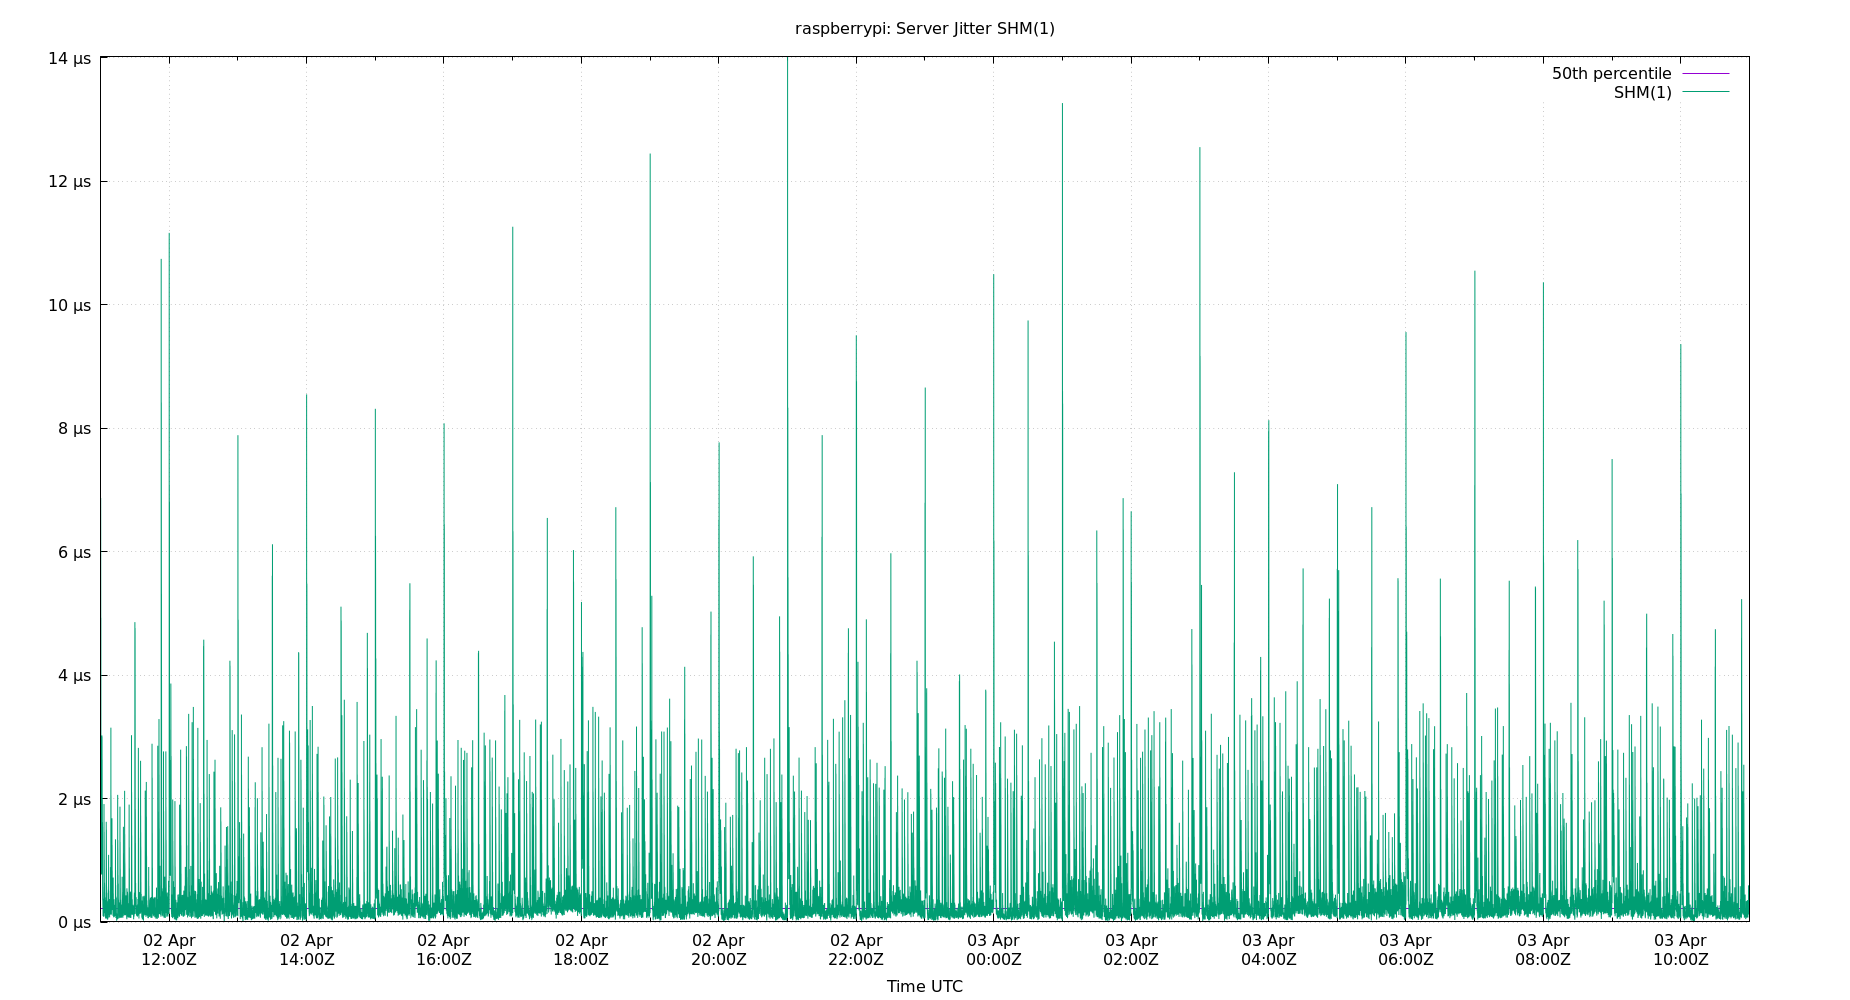 raspberrypi: Server Jitter SHM(1)
14 µs
12 µs
10 µs
8 µs
6 µs
4 µs
2 µs
0 µs
50th percentile
SHM(1)
02 Apr 02 Apr 02 Apr 02 Apr 02 Apr 02 Apr 03 Apr 03 Apr 03 Apr 03 Apr 03 Apr 03 Apr
12:00Z 14:00Z 16:00Z 18:00Z 20:00Z 22:00Z 00:00Z 02:00Z 04:00Z 06:00Z 08:00Z 10:00Z
Time UTC